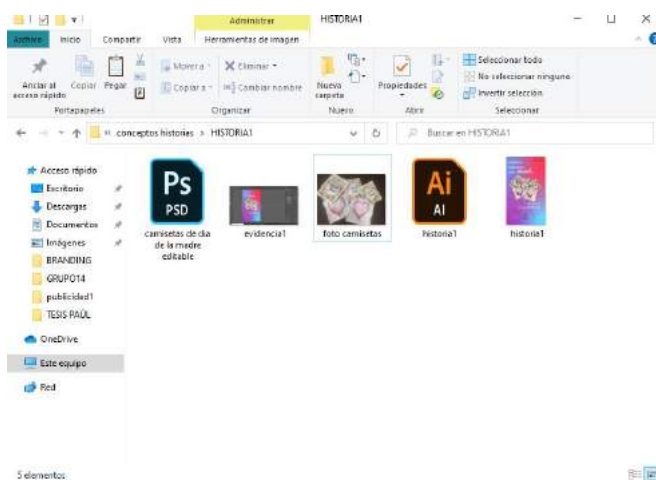 Administrar
HISTORIA1
Archivo Inicio Compartir Vista Herramientas de imagen
Anclar al
acceso rápido
Copiar
Pegar
Mover a
Copiar a
Eliminar
Cambiar nombre
Nueva
carpeta
Propiedades
Seleccionar todo
No seleccionar ninguno
Invertir selección
Portapapeles
Organizar
Nuevo
Abrir
Seleccionar
« conceptos historias > HISTORIA1
Buscar en HISTORIA1
Acceso rápido
Escritorio
Descargas
Documentos
Imágenes
BRANDING
GRUPO14
publicidad1
TESIS PAÚL
OneDrive
Este equipo
Red
Ps
PSD
camisetas de dia
de la madre
editable
evidencia1
foto camisetas
Ai
AI
historia1
historia1
5 elementos